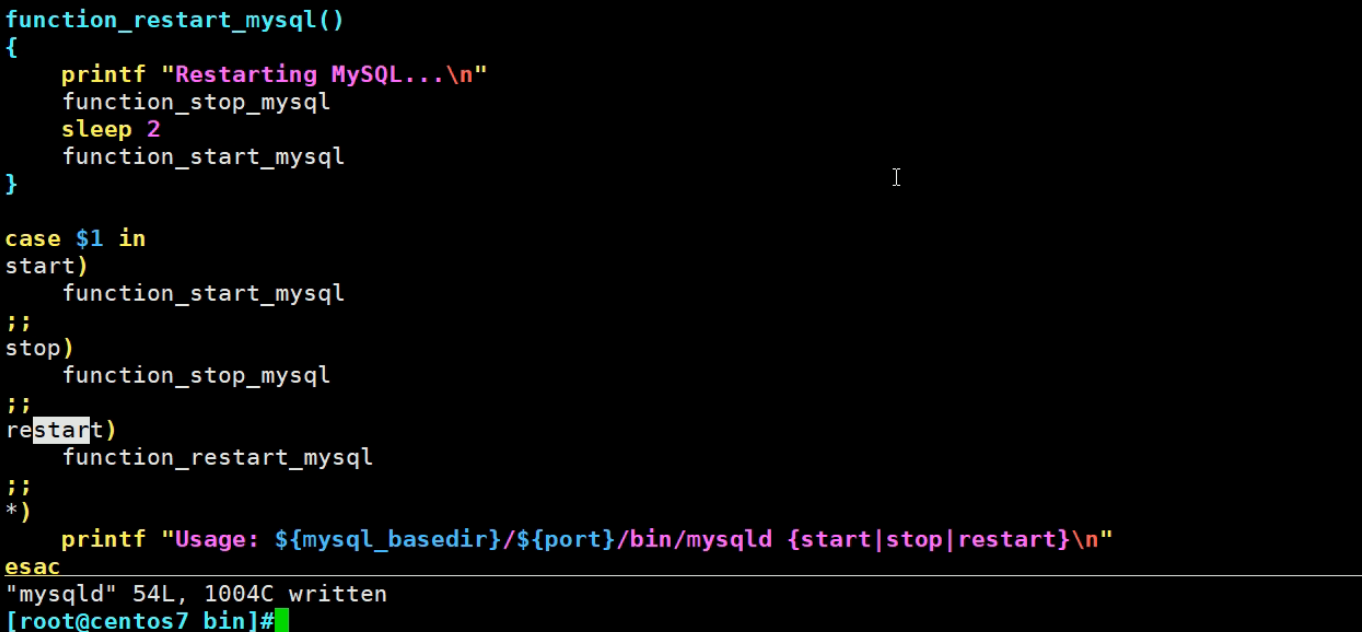 function_restart_mysql()
{
    printf "Restarting MySQL...\n"
    function_stop_mysql
    sleep 2
    function_start_mysql
}

case $1 in
start)
    function_start_mysql
;;
stop)
    function_stop_mysql
;;
restart)
    function_restart_mysql
;;
*)
    printf "Usage: ${mysql_basedir}/${port}/bin/mysqld {start|stop|restart}\n"
esac
"mysqld" 54L, 1004C written
[root@centos7 bin]#